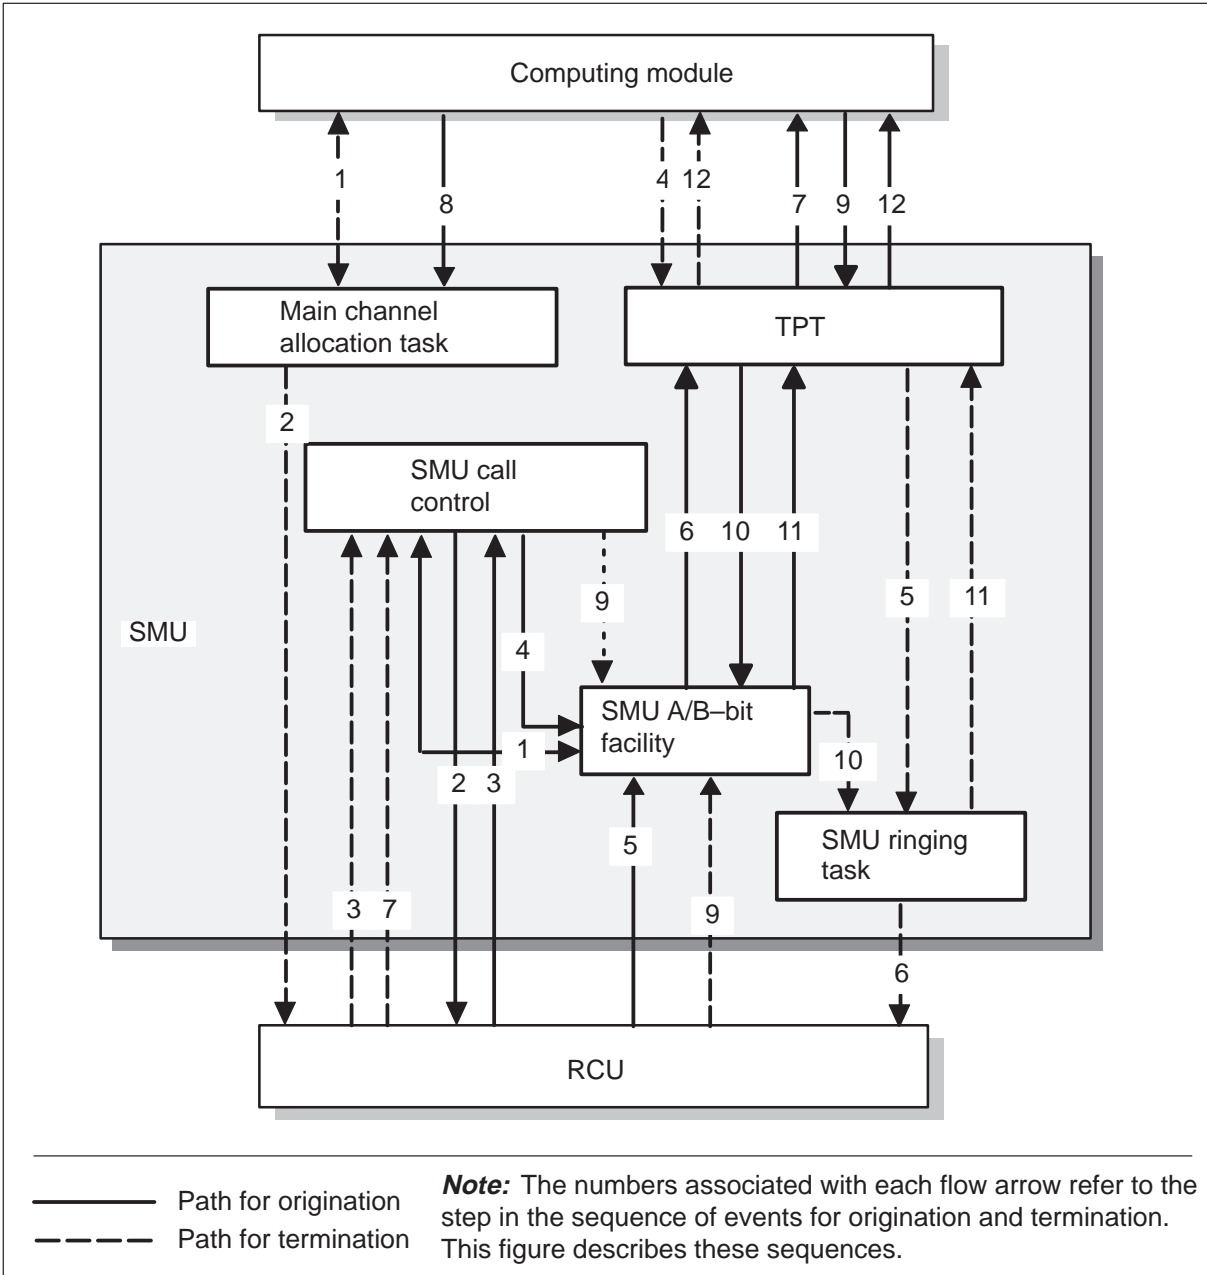 Computing module
1
8
4
12
7
9
12
Main channel
allocation task
TPT
2
SMU call
control
6
10
11
9
5
11
SMU
4
SMU A/B–bit
facility
1
10
2
3
5
SMU ringing
task
3
7
9
6
RCU
Path for origination
Path for termination
Note: The numbers associated with each flow arrow refer to the
step in the sequence of events for origination and termination.
This figure describes these sequences.